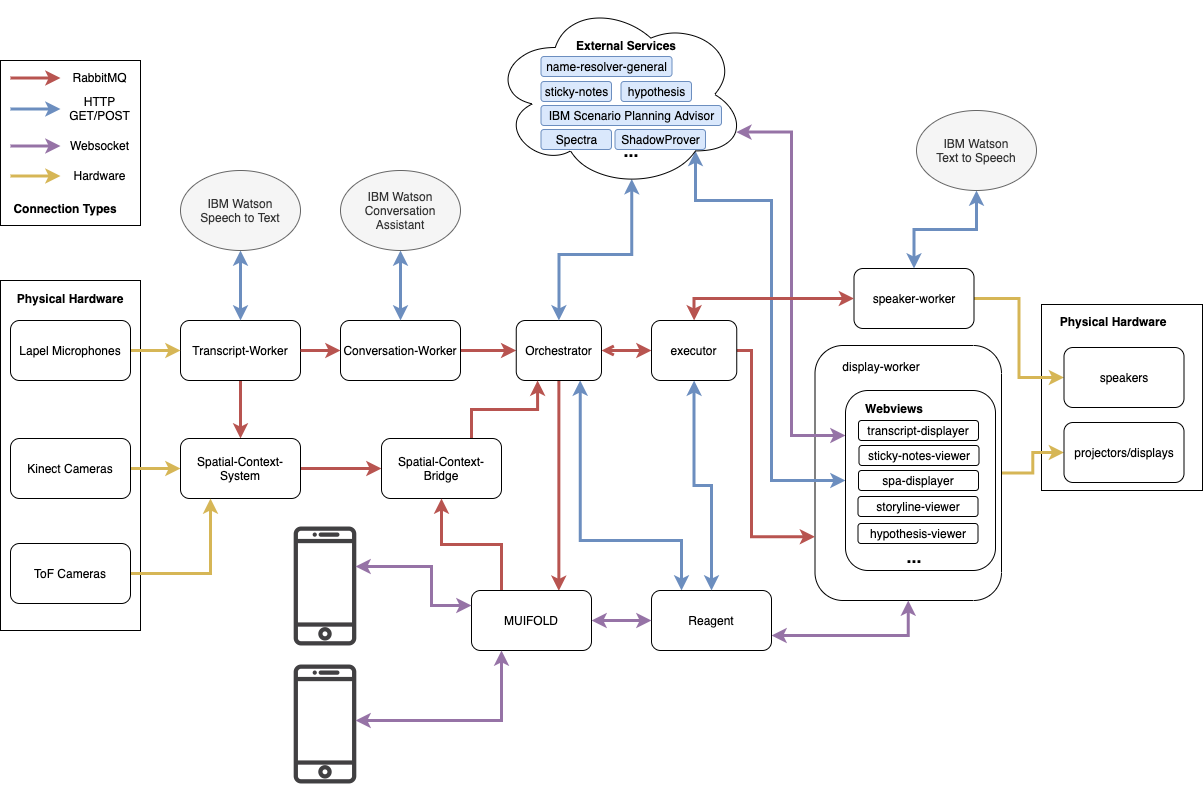 RabbitMQ
HTTP
GET/POST
Websocket
Hardware
Connection Types
External Services
name-resolver-general
sticky-notes
hypothesis
IBM Scenario Planning Advisor
Spectra
ShadowProver
...
IBM Watson
Text to Speech
IBM Watson
Speech to Text
IBM Watson
Conversation
Assistant
Physical Hardware
Lapel Microphones
Kinect Cameras
ToF Cameras
Transcript-Worker
Conversation-Worker
Orchestrator
executor
speaker-worker
Spatial-Context-
System
Spatial-Context-
Bridge
MUIFOLD
Reagent
display-worker
Webviews
transcript-displayer
sticky-notes-viewer
spa-displayer
storyline-viewer
hypothesis-viewer
...
Physical Hardware
speakers
projectors/displays